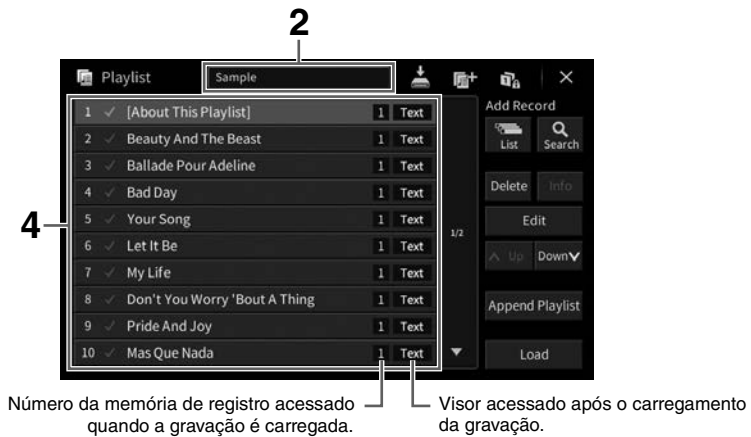 2
Playlist
Sample
4
1 [About This Playlist] 1 Text
2 Beauty And The Beast 1 Text
3 Ballade Pour Adeline 1 Text
4 Bad Day 1 Text
5 Your Song 1 Text
6 Let It Be 1 Text
7 My Life 1 Text
8 Don't You Worry 'Bout A Thing 1 Text
9 Pride And Joy 1 Text
10 Mas Que Nada 1 Text
1/2
Add Record
List
Search
Delete
Info
Edit
Up
Down
Append Playlist
Load
Número da memória de registro acessado
quando a gravação é carregada.
Visor acessado após o carregamento
da gravação.